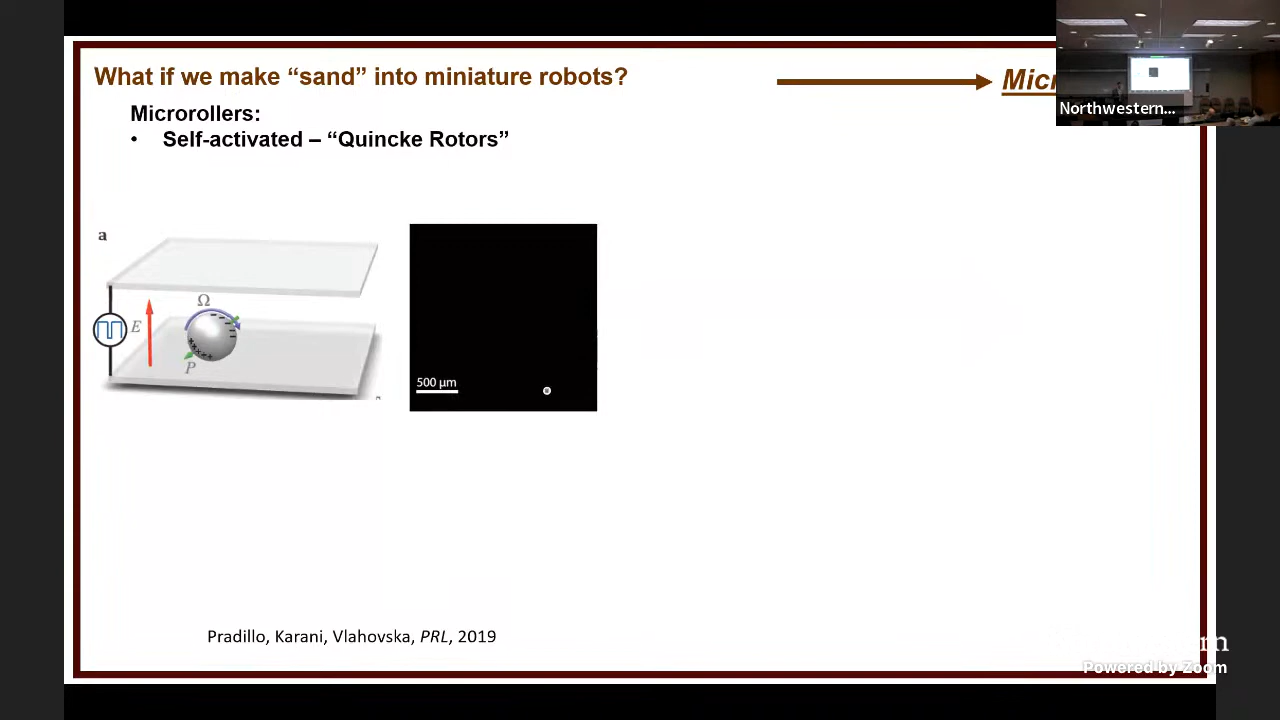 What if we make “sand” into miniature robots?
Micr
Northwestern...
Microrollers:
• Self-activated – “Quincke Rotors”
a
Ω
E
P
500 µm
Pradillo, Karani, Vlahovska, PRL, 2019
Powered by Zoom